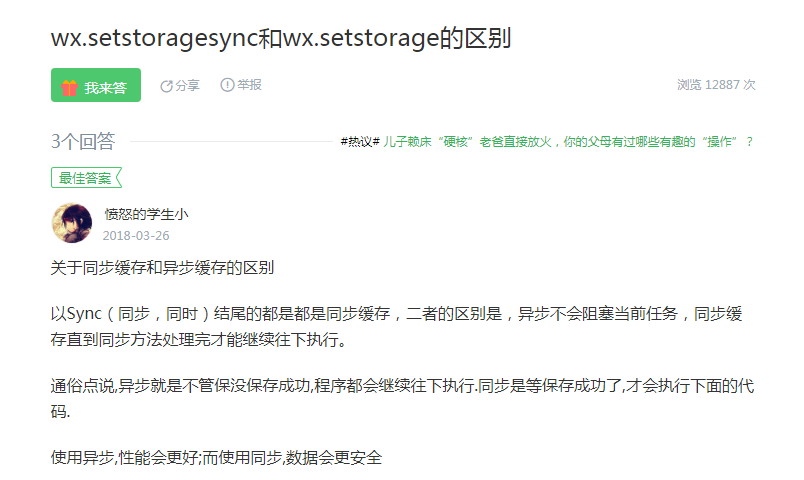 wx.setstoragesync和wx.setstorage的区别
我来答 分享 举报 浏览 12887 次
3个回答 #热议# 儿子赖床“硬核”老爸直接放火，你的父母有过哪些有趣的“操作”？
最佳答案
愤怒的学生小
2018-03-26
关于同步缓存和异步缓存的区别
以Sync（同步，同时）结尾的都是都是同步缓存，二者的区别是，异步不会阻塞当前任务，同步缓
存直到同步方法处理完才能继续往下执行。
通俗点说,异步就是不管保没保存成功,程序都会继续往下执行.同步是等保存成功了,才会执行下面的代
码.
使用异步,性能会更好;而使用同步,数据会更安全